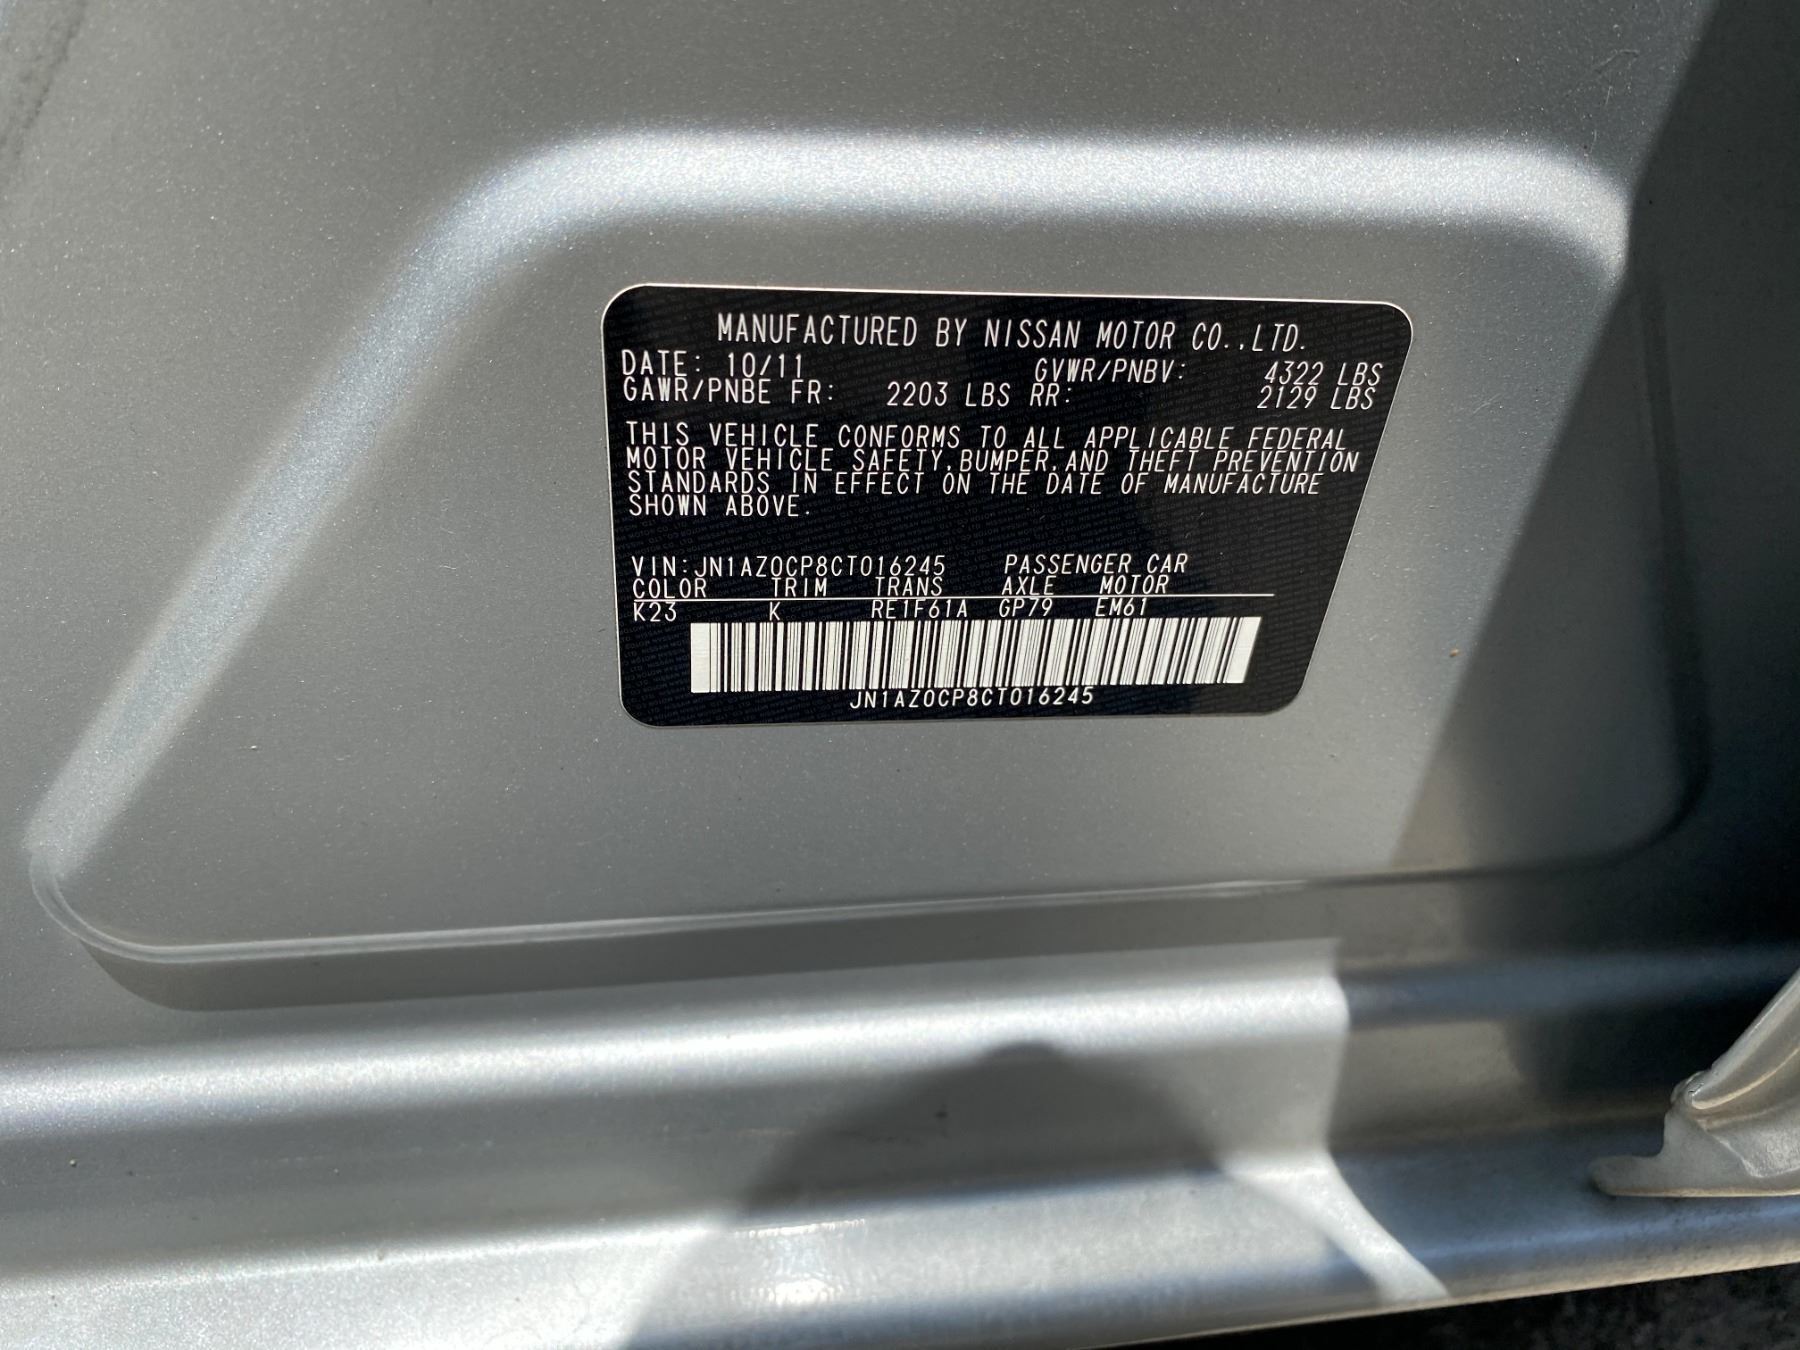 MANUFACTURED BY NISSAN MOTOR CO.,LTD.
DATE: 10/11 GVWR/PNBV: 4322 LBS
GAWR/PNBE FR: 2203 LBS RR: 2129 LBS
THIS VEHICLE CONFORMS TO ALL APPLICABLE FEDERAL
MOTOR VEHICLE SAFETY,BUMPER,AND THEFT PREVENTION
STANDARDS IN EFFECT ON THE DATE OF MANUFACTURE
SHOWN ABOVE.
VIN:JN1AZ0CP8CT016245 PASSENGER CAR
COLOR TRIM TRANS AXLE MOTOR
K23 K RE1F61A GP79 EM61
JN1AZ0CP8CT016245